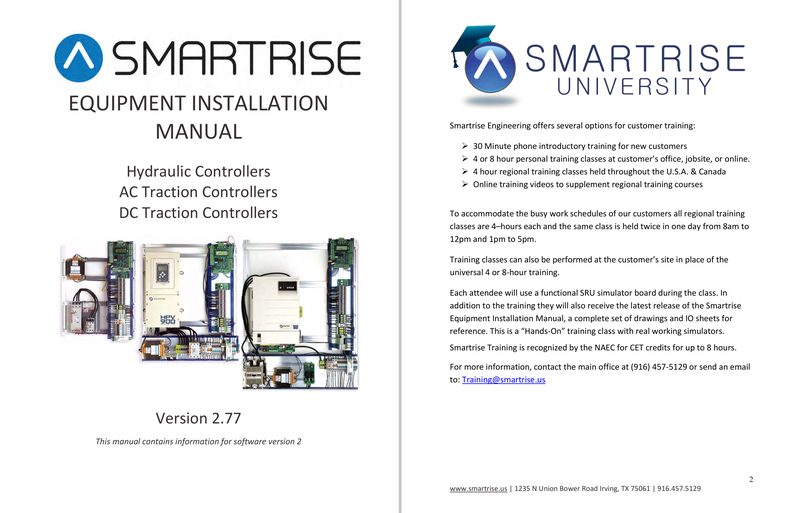 SMARTRISE
EQUIPMENT INSTALLATION
MANUAL
Hydraulic Controllers
AC Traction Controllers
DC Traction Controllers
HPV
900
Version 2.77
This manual contains information for software version 2
SMARTRISE
UNIVERSITY
Smartrise Engineering offers several options for customer training:
➢ 30 Minute phone introductory training for new customers
➢ 4 or 8 hour personal training classes at customer's office, jobsite, or online.
➢ 4 hour regional training classes held throughout the U.S.A. & Canada
➢ Online training videos to supplement regional training courses
To accommodate the busy work schedules of our customers all regional training
classes are 4–hours each and the same class is held twice in one day from 8am to
12pm and 1pm to 5pm.
Training classes can also be performed at the customer's site in place of the
universal 4 or 8-hour training.
Each attendee will use a functional SRU simulator board during the class. In
addition to the training they will also receive the latest release of the Smartrise
Equipment Installation Manual, a complete set of drawings and IO sheets for
reference. This is a "Hands-On" training class with real working simulators.
Smartrise Training is recognized by the NAEC for CET credits for up to 8 hours.
For more information, contact the main office at (916) 457-5129 or send an email
to: Training@smartrise.us
2
www.smartrise.us | 1235 N Union Bower Road Irving, TX 75061 | 916.457.5129